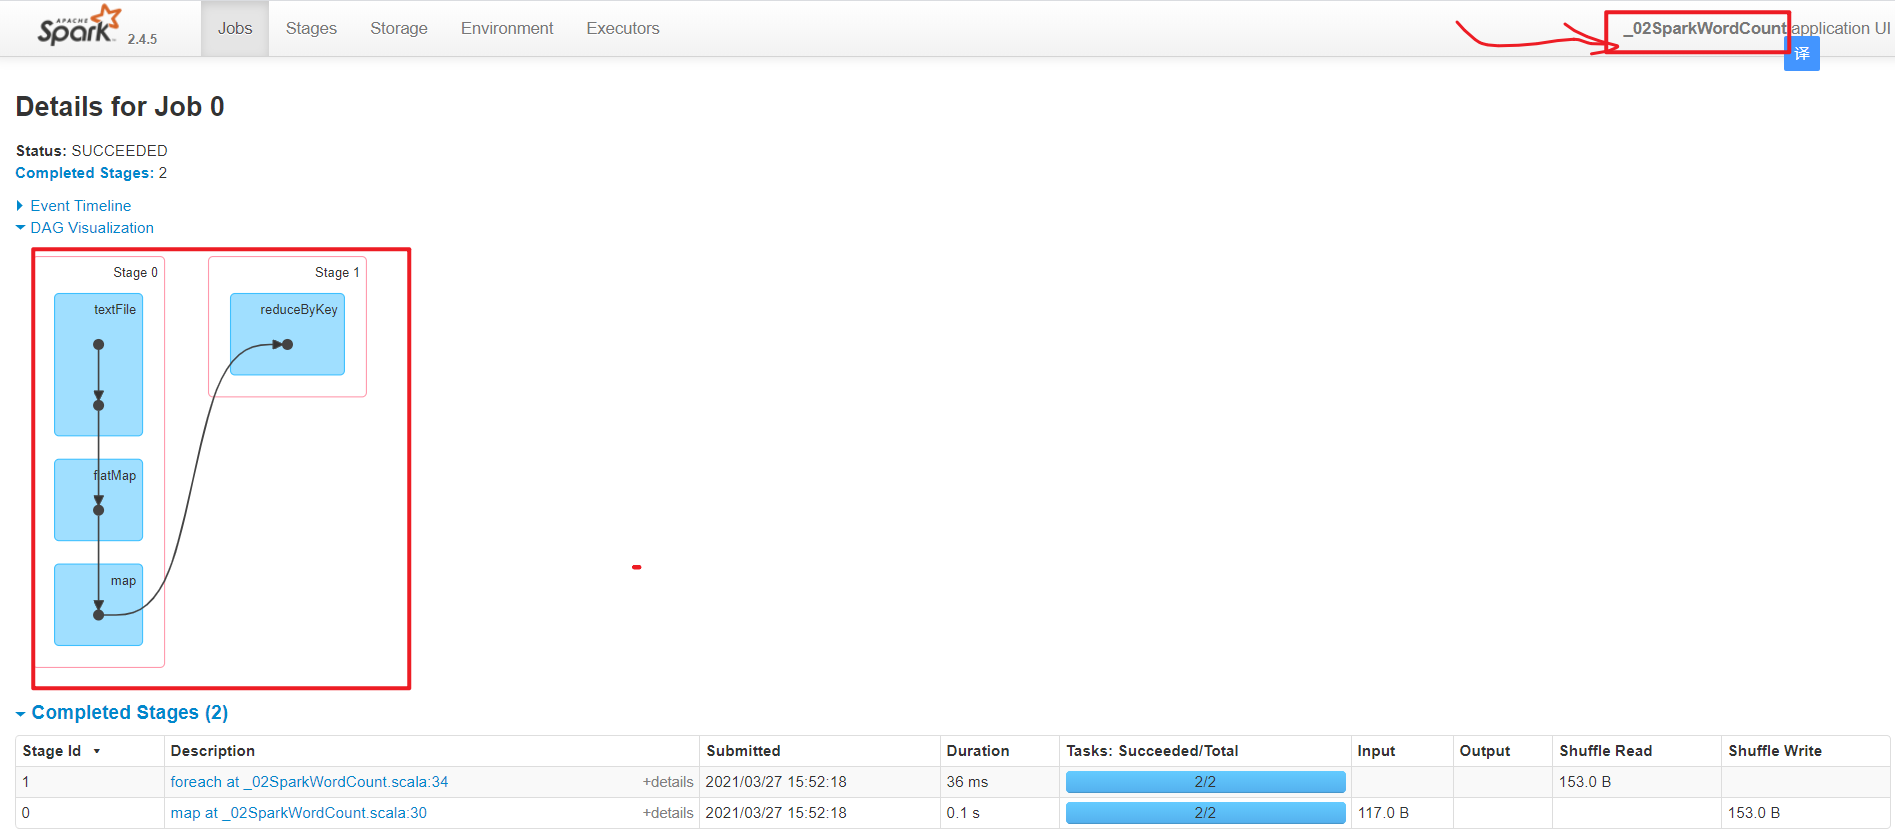 APACHE
Spark 2.4.5 Jobs Stages Storage Environment Executors _02SparkWordCount application UI
译
Details for Job 0
Status: SUCCEEDED
Completed Stages: 2
Event Timeline
DAG Visualization
Stage 0 Stage 1
textFile reduceByKey
flatMap
map
Completed Stages (2)
Stage Id Description Submitted Duration Tasks: Succeeded/Total Input Output Shuffle Read Shuffle Write
1 foreach at _02SparkWordCount.scala:34 +details 2021/03/27 15:52:18 36 ms 2/2 153.0 B
0 map at _02SparkWordCount.scala:30 +details 2021/03/27 15:52:18 0.1 s 2/2 117.0 B 153.0 B